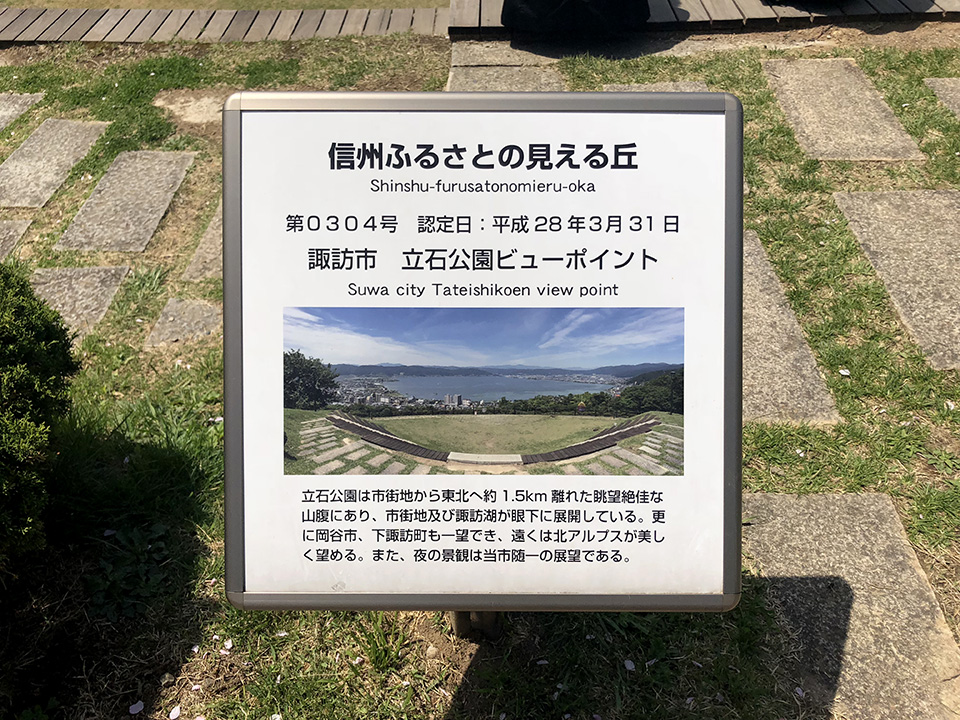 信州ふるさとの見える丘
Shinshu-furusatonomieru-oka
第0304号 認定日：平成28年3月31日
諏訪市 立石公園ビューポイント
Suwa city Tateishikoen view point
立石公園は市街地から東北へ約1.5km離れた眺望絶佳な
山腹にあり、市街地及び諏訪湖が眼下に展開している。更
に岡谷市、下諏訪町も一望でき、遠くは北アルプスが美し
く望める。また、夜の景観は当市随一の展望である。